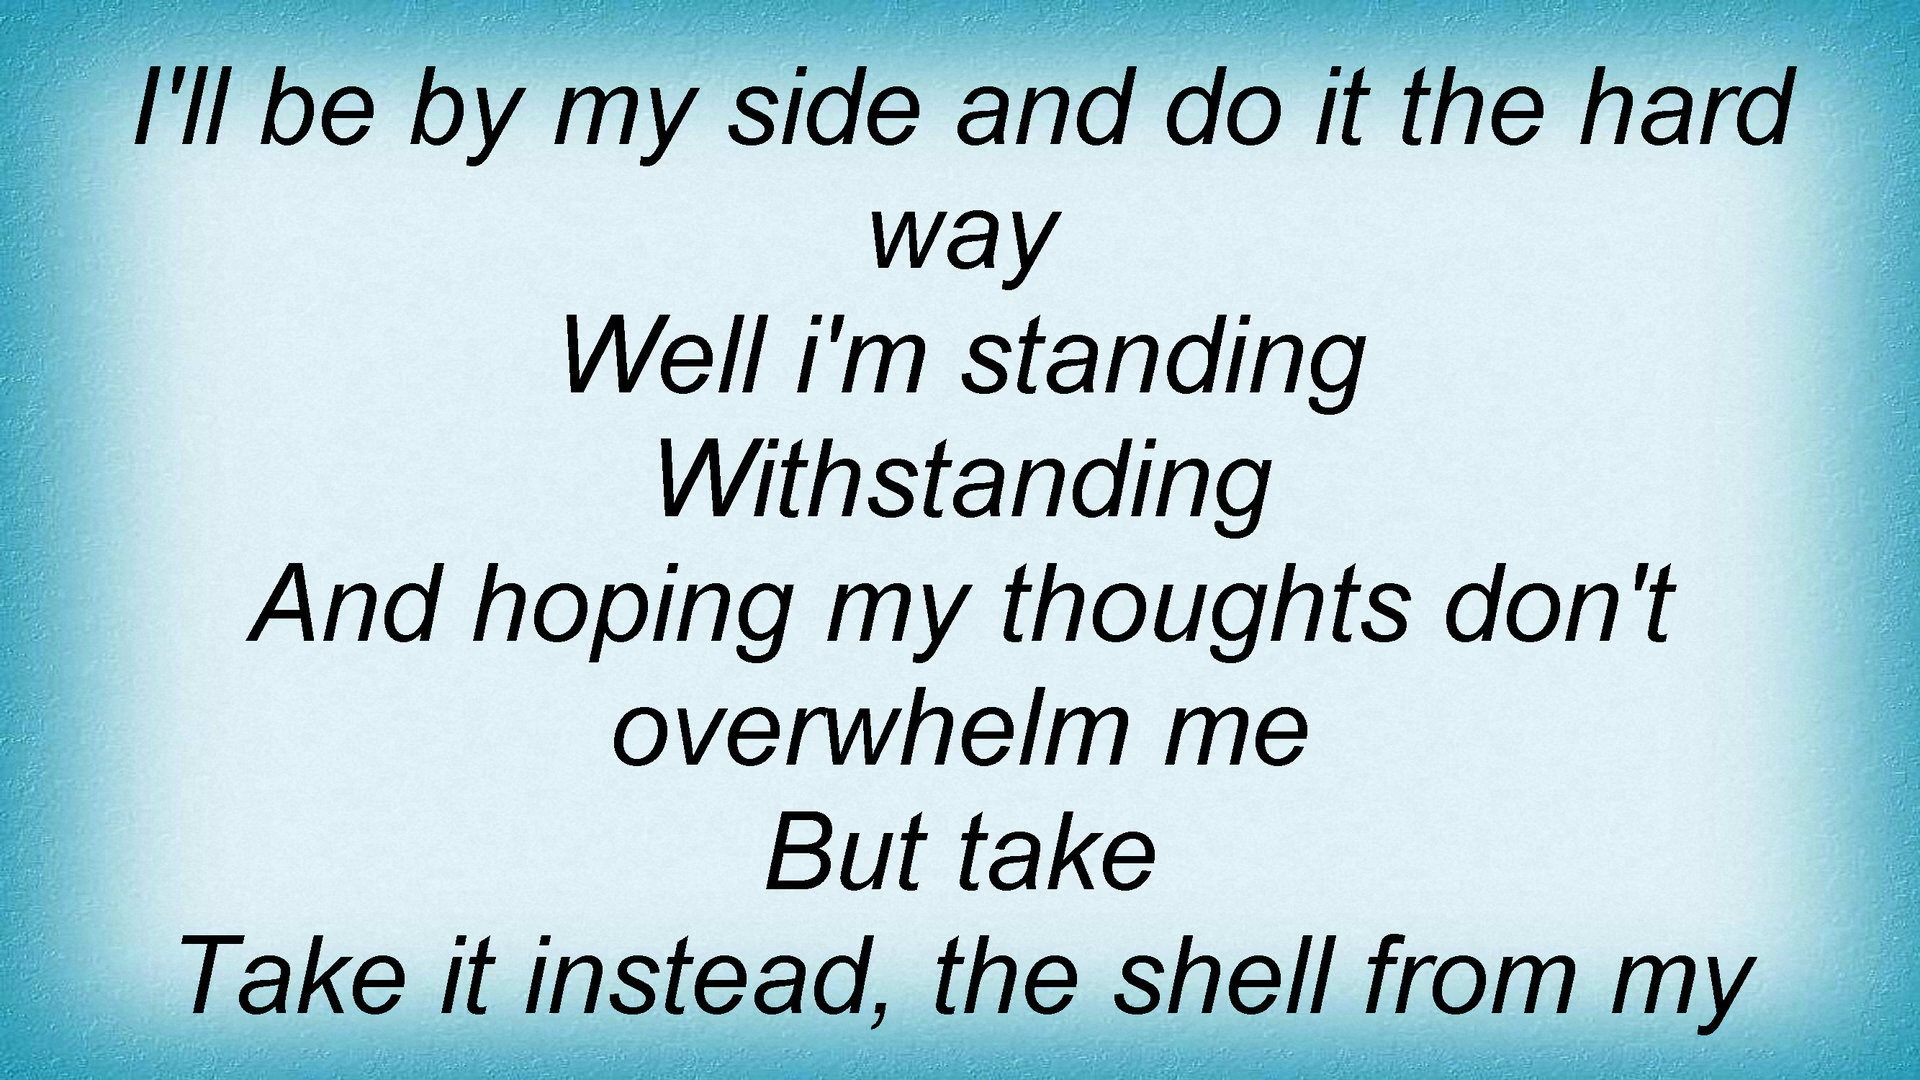 I'll be by my side and do it the hard
way
Well i'm standing
Withstanding
And hoping my thoughts don't
overwhelm me
But take
Take it instead, the shell from my